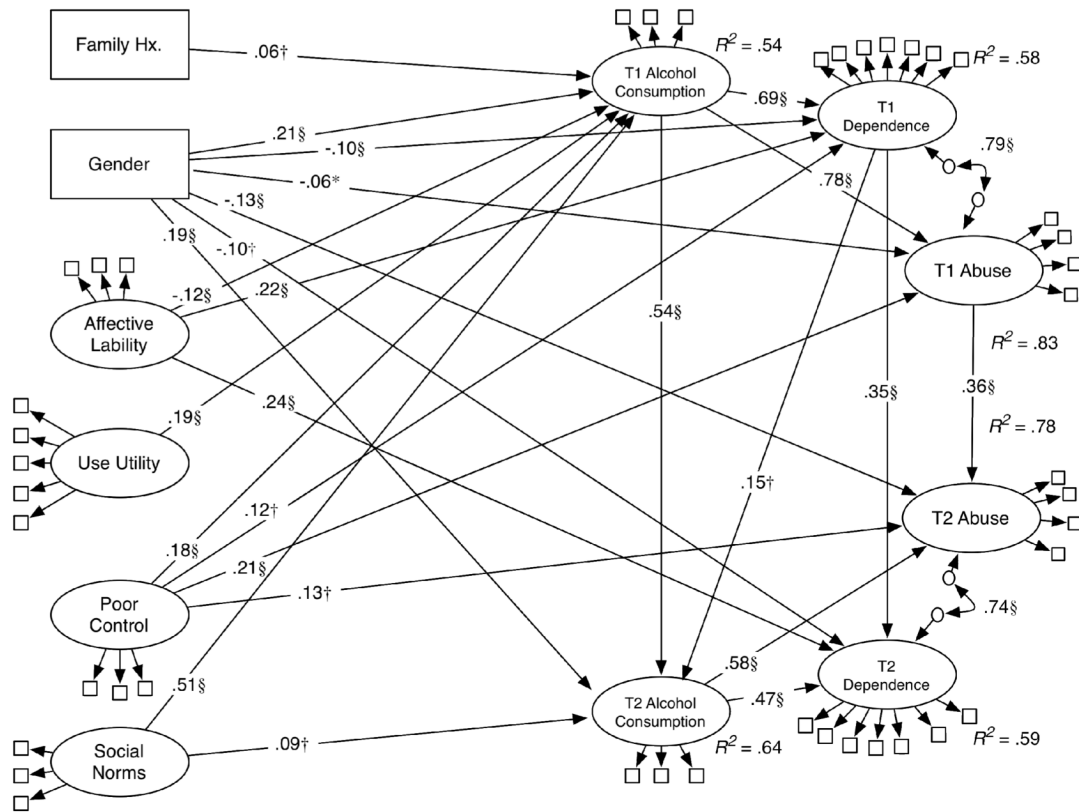 Family Hx.
.06†
T1 Alcohol
Consumption
R² = .54
R² = .58
T1
Dependence
.69§
.21§
-.10§
Gender
-.06*
-.13§
.19§
-.10†
.78§
.79§
T1 Abuse
R² = .83
-.12§
.22§
Affective
Lability
.54§
.35§
.36§
.24§
.19§
Use Utility
R² = .78
.15†
T2 Abuse
.12†
.18§
.21§
.13†
Poor
Control
.74§
.58§
.51§
T2
Dependence
.47§
T2 Alcohol
Consumption
R² = .64
R² = .59
.09†
Social
Norms